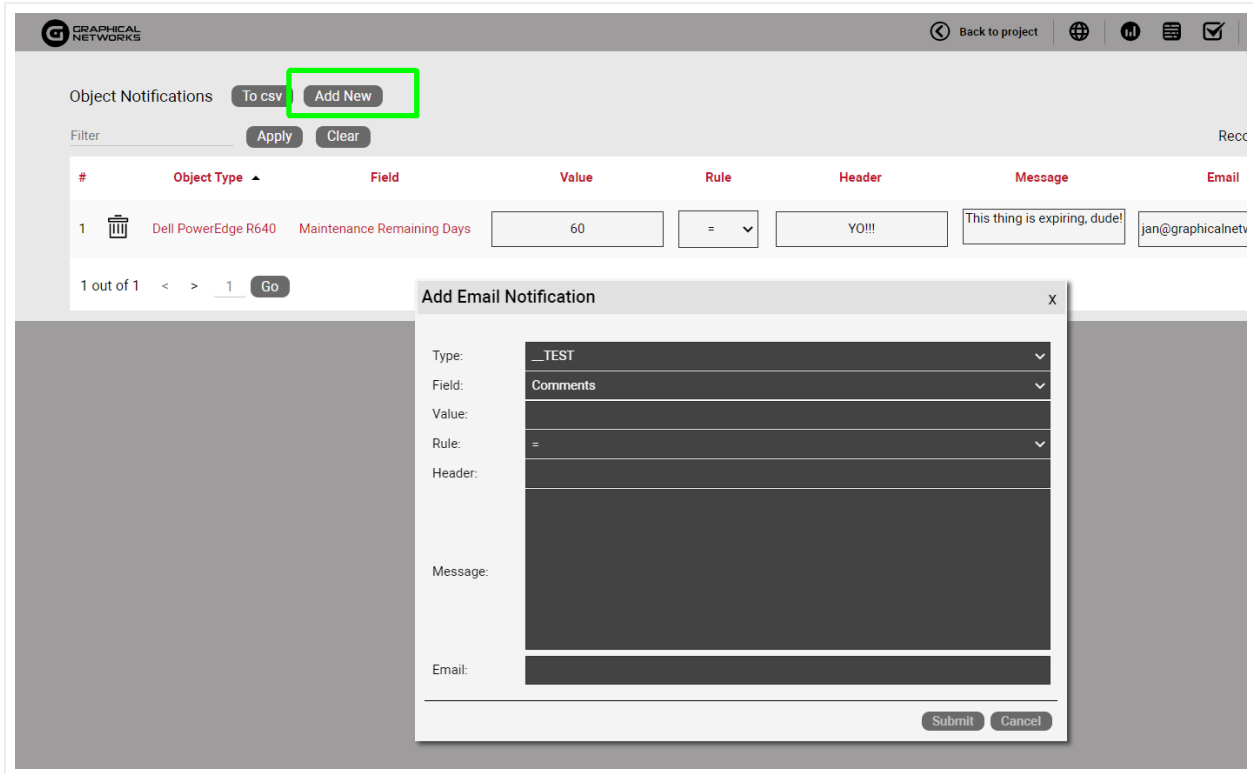 GRAPHICAL
NETWORKS
Back to project
Object Notifications To csv Add New
Filter Apply Clear
# Object Type Field Value Rule Header Message Email
1 Dell PowerEdge R640 Maintenance Remaining Days 60 = YO!!! This thing is expiring, dude!
1 out of 1 < > 1 Go
Add Email Notification x
Type: __TEST
Field: Comments
Value:
Rule: =
Header:
Message:
Email:
Submit Cancel